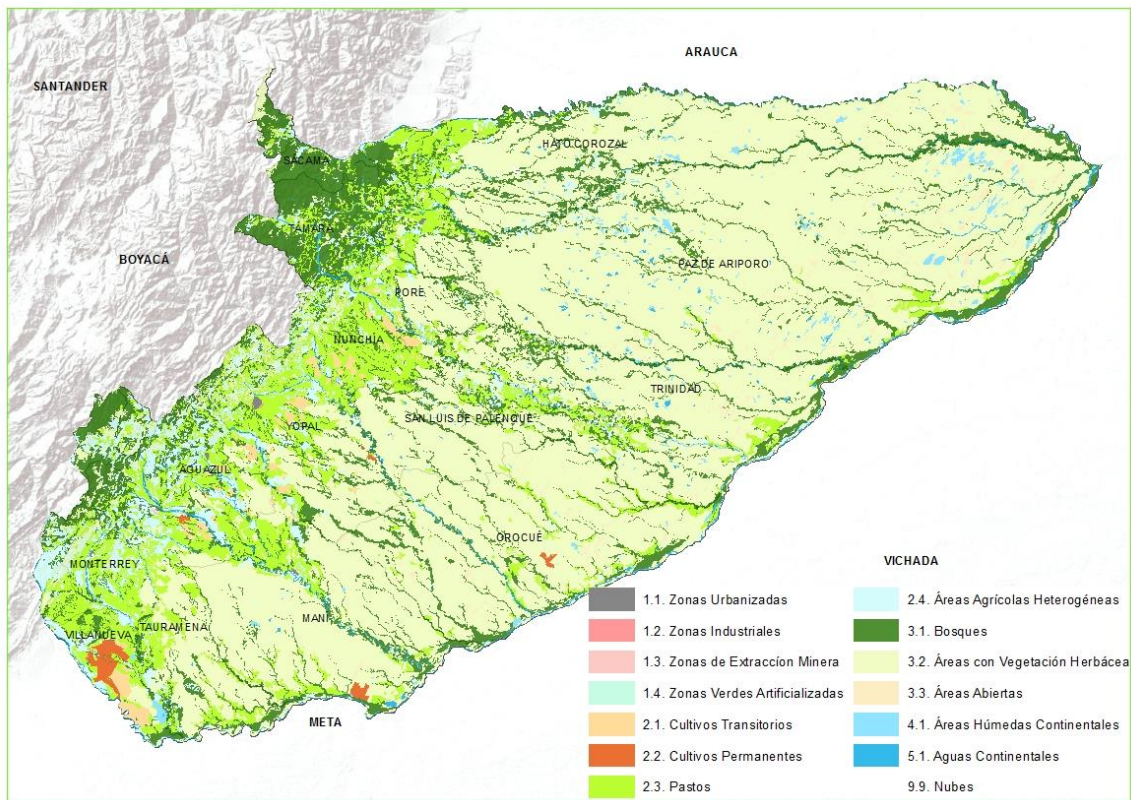 ARAUCA
SANTANDER
HATO COROZAL
SACAMA
TAMARA
BOYACÁ
PAZ DE ARIPORO
PORE
NUNCHIA
TRINIDAD
SAN LUIS DE PALENQUE
YOPAL
AGUAZUL
OROCUÉ
MONTERREY
VICHADA
MANI
TAURAMENA
VILLANUEVA
META
1.1. Zonas Urbanizadas
1.2. Zonas Industriales
1.3. Zonas de Extraccíon Minera
1.4. Zonas Verdes Artificializadas
2.1. Cultivos Transitorios
2.2. Cultivos Permanentes
2.3. Pastos
2.4. Áreas Agrícolas Heterogéneas
3.1. Bosques
3.2. Áreas con Vegetación Herbácea
3.3. Áreas Abiertas
4.1. Áreas Húmedas Continentales
5.1. Aguas Continentales
9.9. Nubes